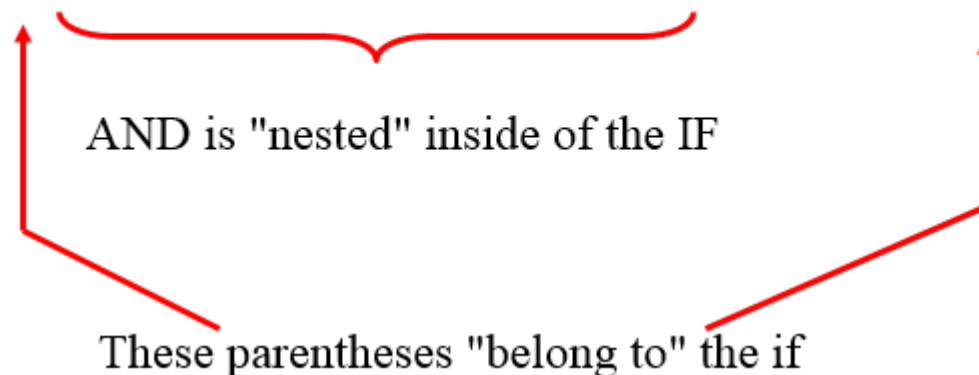 AND is "nested" inside of the IF
These parentheses "belong to" the if